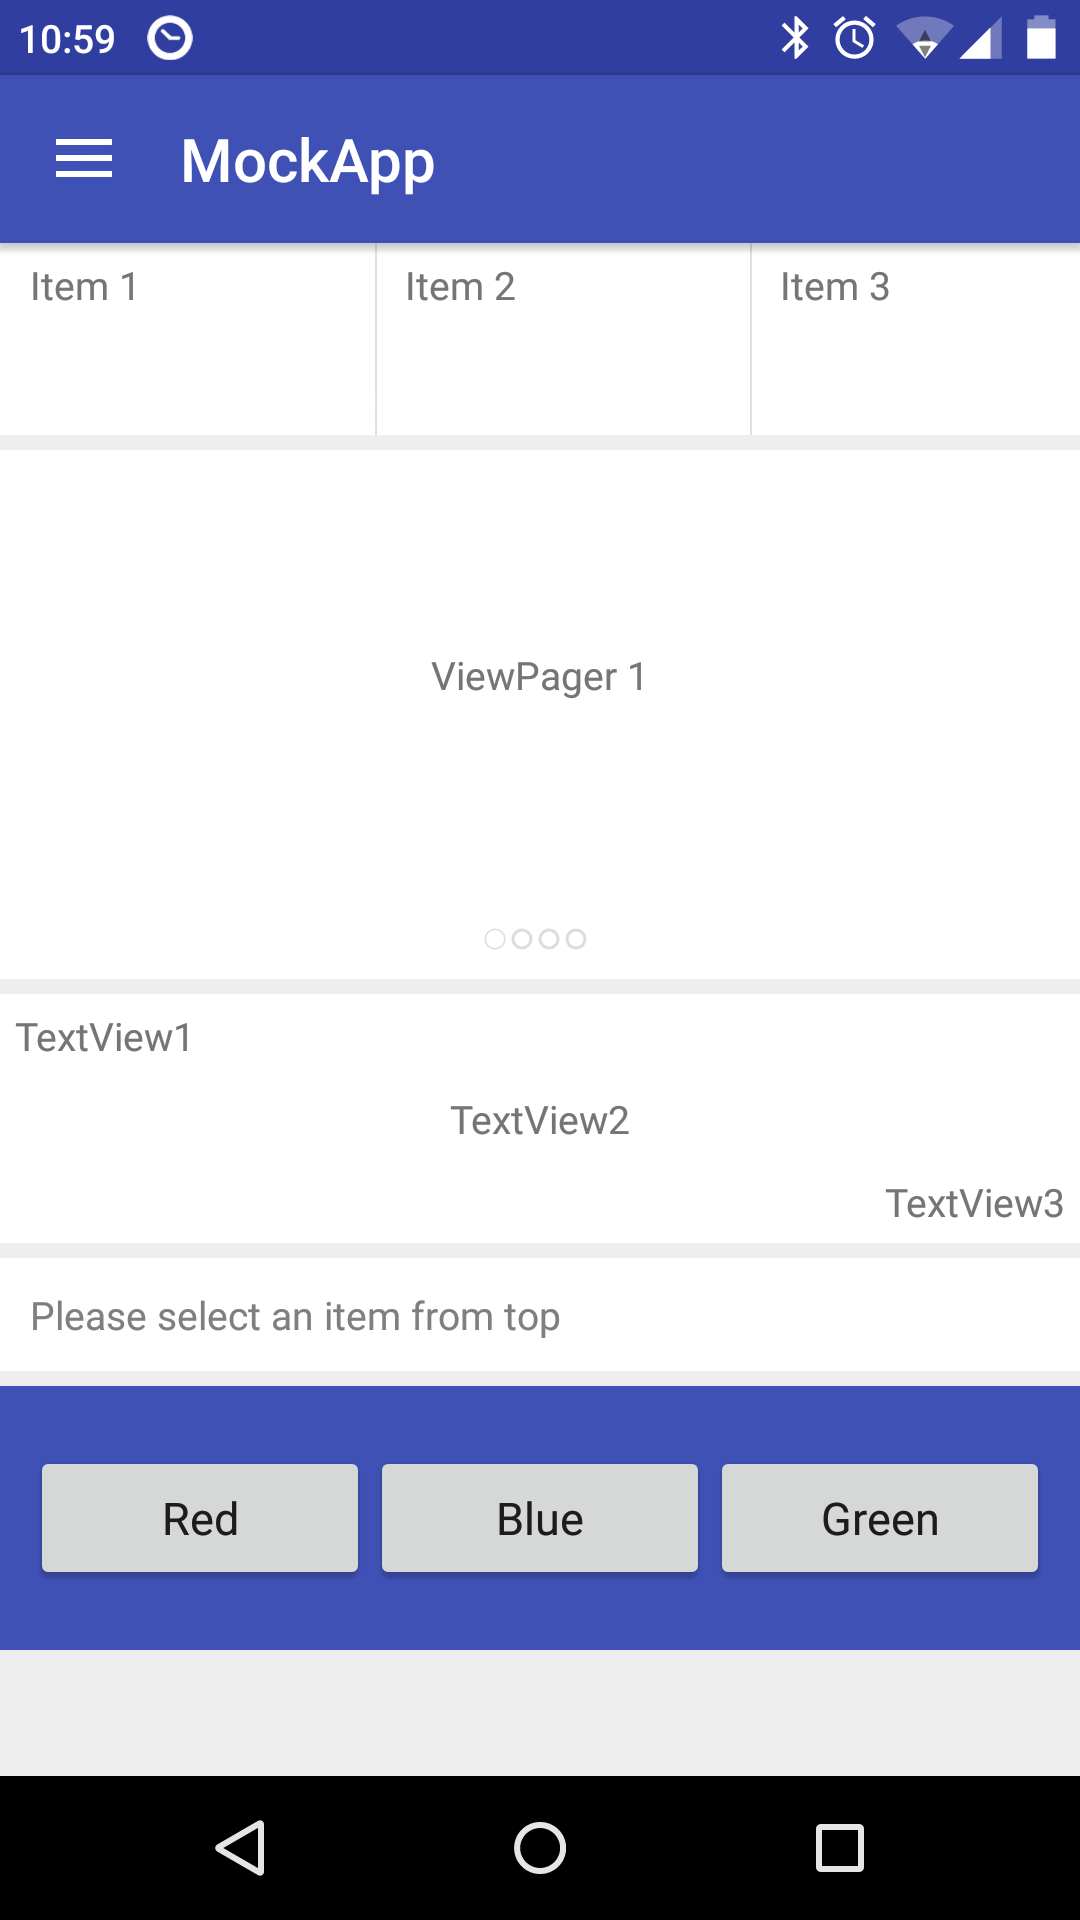 10:59
MockApp
Item 1 Item 2 Item 3
ViewPager 1
TextView1
TextView2
TextView3
Please select an item from top
Red Blue Green